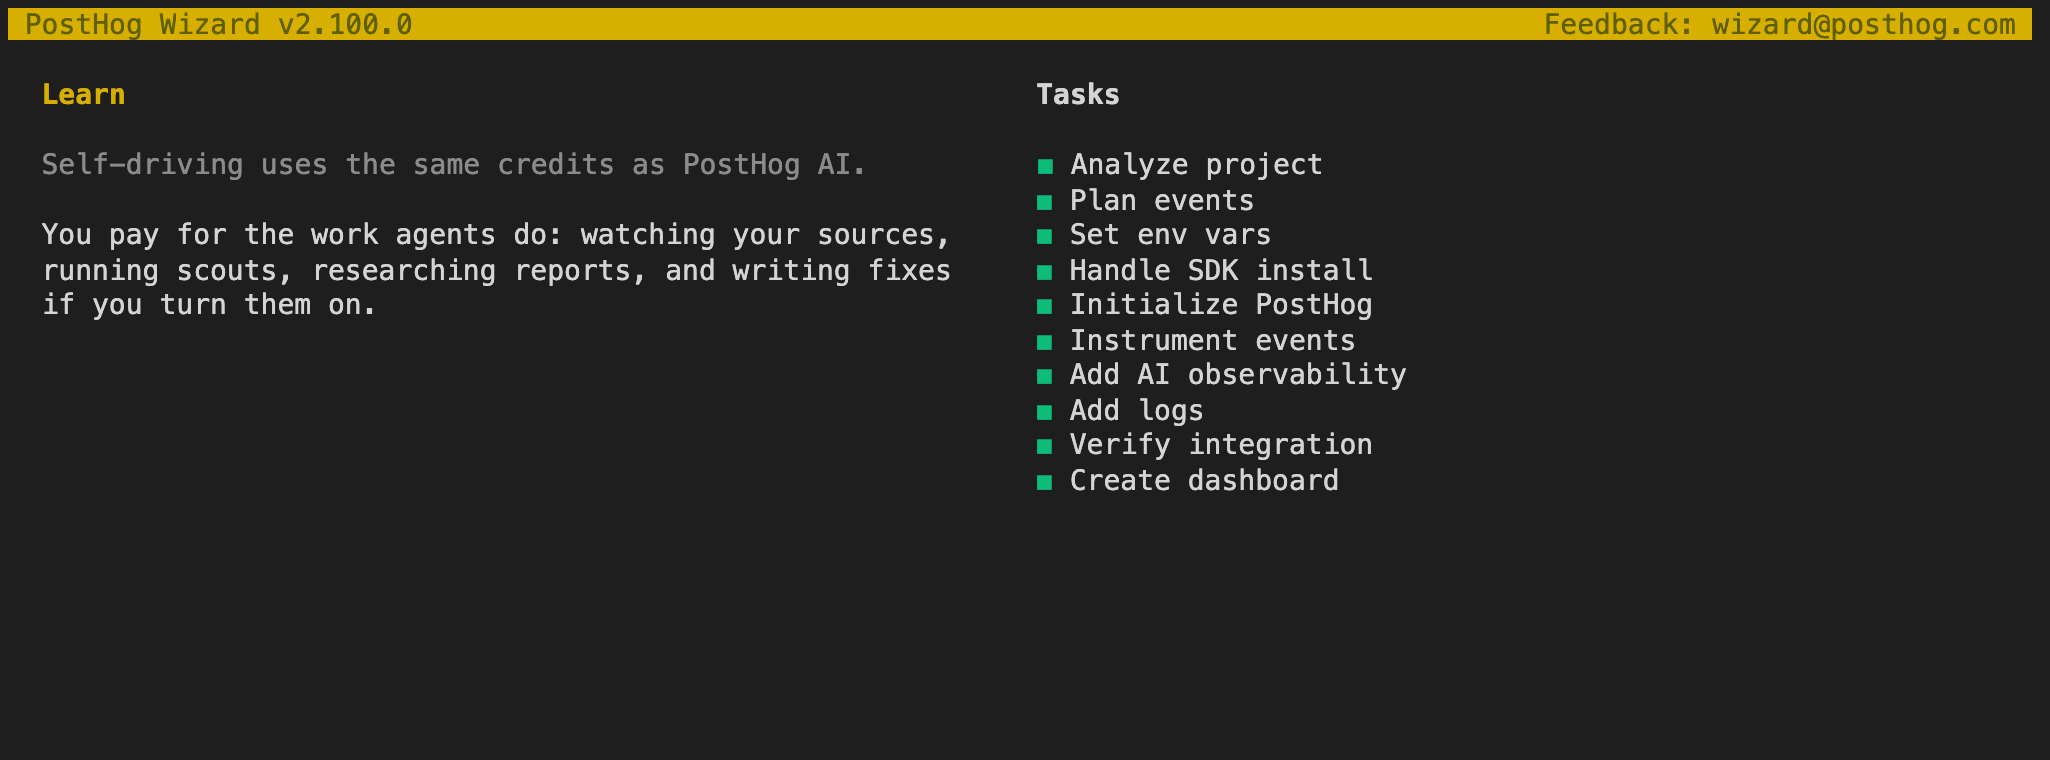 PostHog Wizard v2.100.0
Feedback: wizard@posthog.com
Learn
Self-driving uses the same credits as PostHog AI.
You pay for the work agents do: watching your sources,
running scouts, researching reports, and writing fixes
if you turn them on.
Tasks
Analyze project
Plan events
Set env vars
Handle SDK install
Initialize PostHog
Instrument events
Add AI observability
Add logs
Verify integration
Create dashboard